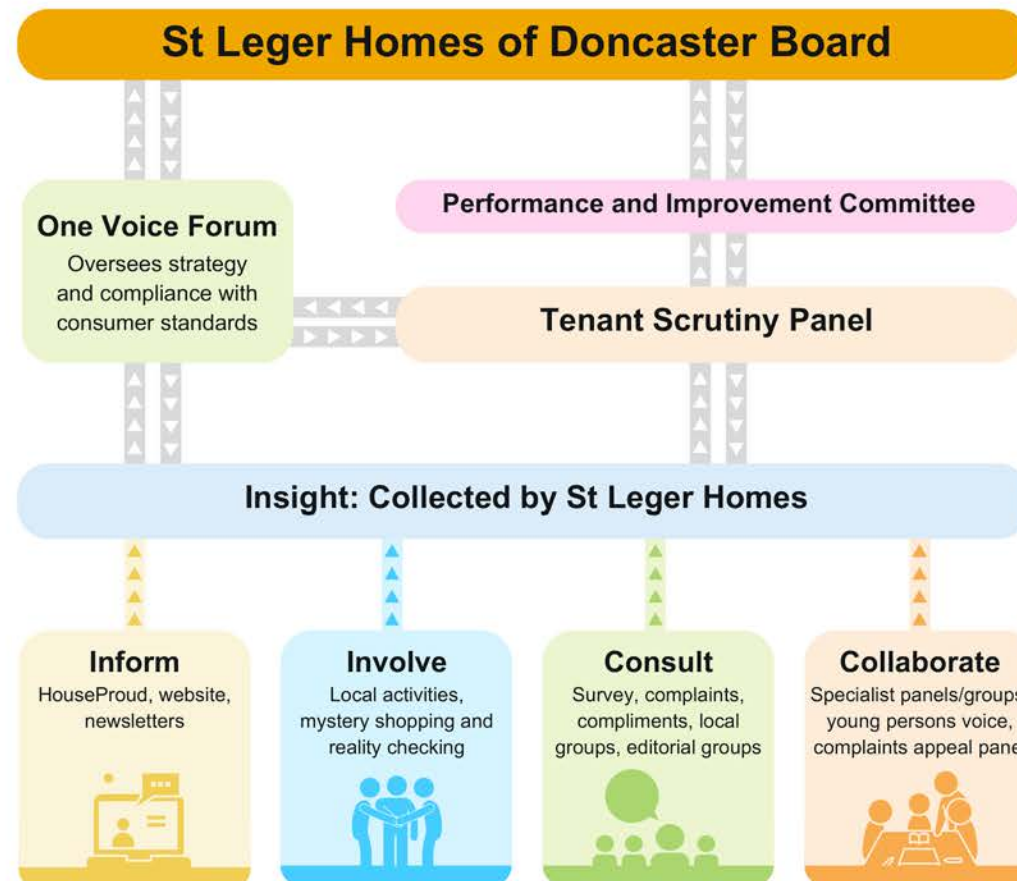 St Leger Homes of Doncaster Board
One Voice Forum
Oversees strategy
and compliance with
consumer standards
Performance and Improvement Committee
Tenant Scrutiny Panel
Insight: Collected by St Leger Homes
Inform
HouseProud, website,
newsletters
Involve
Local activities,
mystery shopping and
reality checking
Consult
Survey, complaints,
compliments, local
groups, editorial groups
Collaborate
Specialist panels/groups
young persons voice,
complaints appeal pane